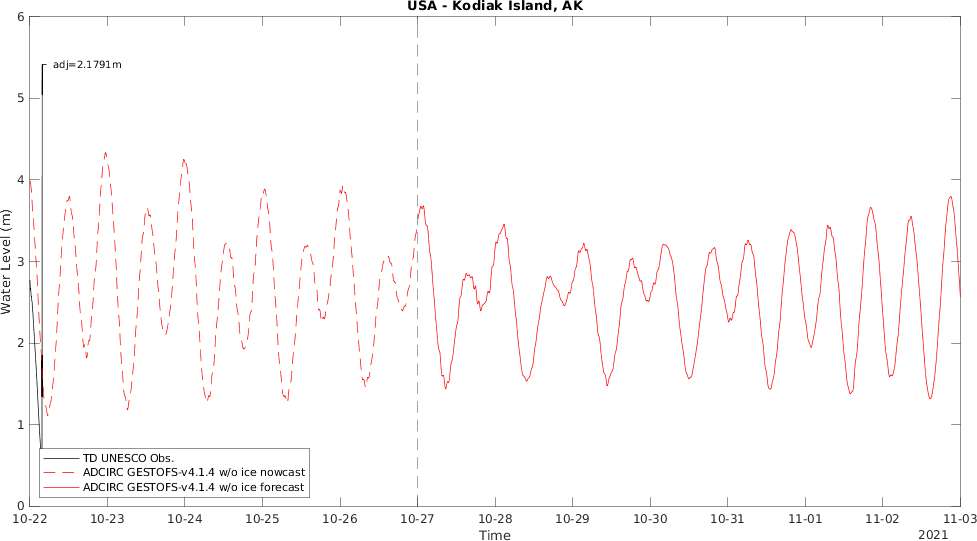 USA - Kodiak Island, AK
6
adj=2.1791m
5
4
3
2
1
0
Water Level (m)
TD UNESCO Obs.
ADCIRC GESTOFS-v4.1.4 w/o ice nowcast
ADCIRC GESTOFS-v4.1.4 w/o ice forecast
10-22 10-23 10-24 10-25 10-26 10-27 10-28 10-29 10-30 10-31 11-01 11-02 11-03
Time
2021